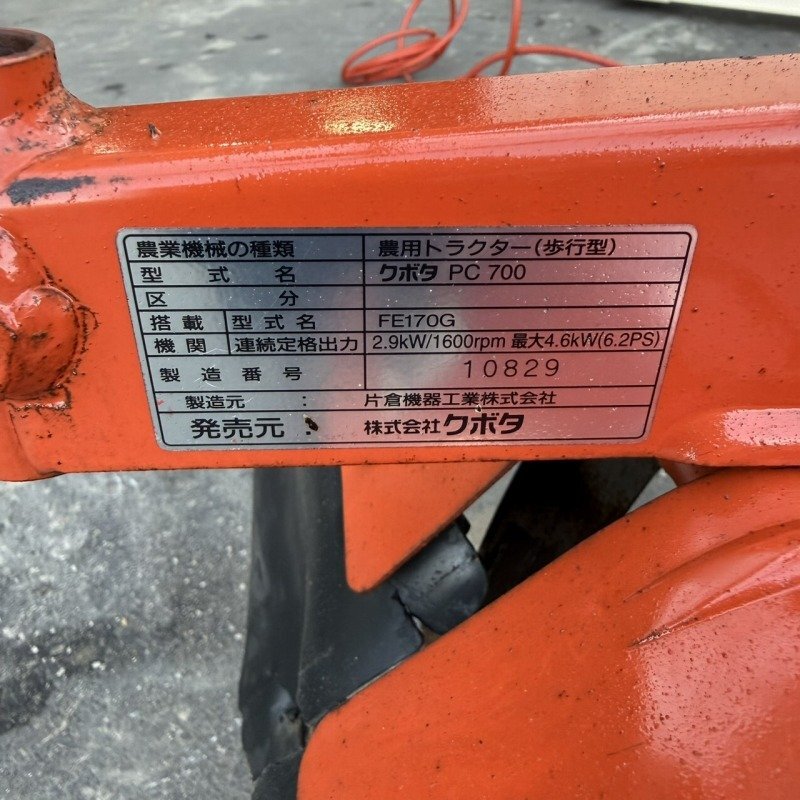 農業機械の種類 農用トラクター(歩行型)
型式名 クボタ PC 700
区分
搭載 型式名 FE170G
機関 連続定格出力 2.9kW/1600rpm 最大4.6kW(6.2PS)
製造番号 10829
製造元 : 片倉機器工業株式会社
発売元 : 株式会社クボタ